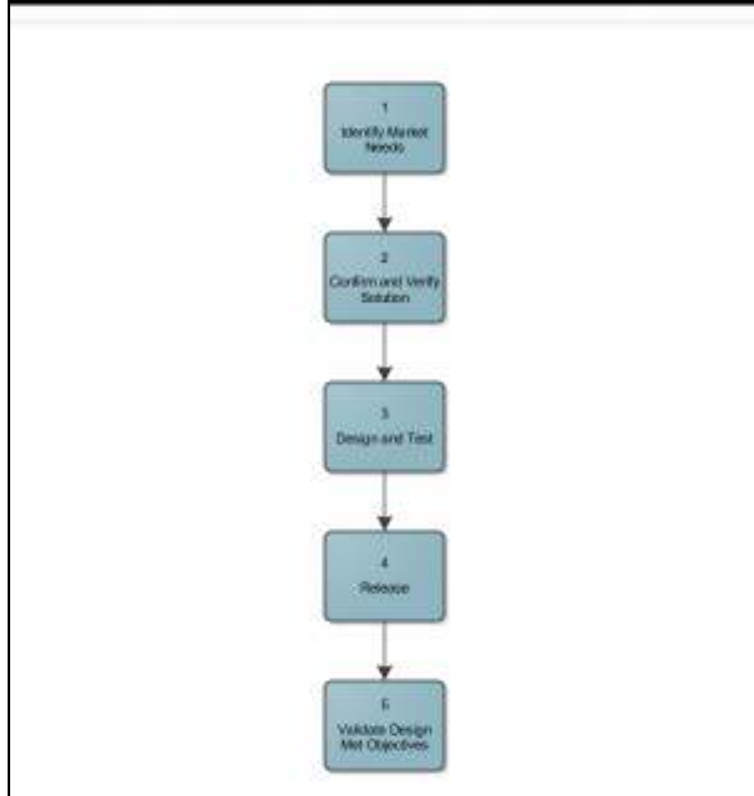 1
Identify Market
Needs
2
Confirm and Verify
Solution
3
Design and Test
4
Release
5
Validate Design
Met Objectives